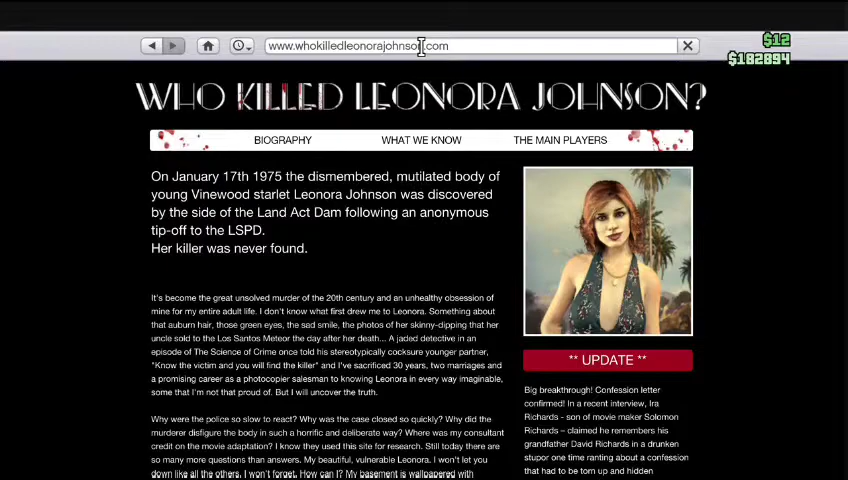 www.whokilledleonorajohnson.com
$12
$182894
WHO KILLED LEONORA JOHNSON?
BIOGRAPHY WHAT WE KNOW THE MAIN PLAYERS
On January 17th 1975 the dismembered, mutilated body of
young Vinewood starlet Leonora Johnson was discovered
by the side of the Land Act Dam following an anonymous
tip-off to the LSPD.
Her killer was never found.
It's become the great unsolved murder of the 20th century and an unhealthy obsession of
mine for my entire adult life. I don't know what first drew me to Leonora. Something about
that auburn hair, those green eyes, the sad smile, the photos of her skinny-dipping that her
uncle sold to the Los Santos Meteor the day after her death... A jaded detective in an
episode of The Science of Crime once told his stereotypically cocksure younger partner,
"Know the victim and you will find the killer" and I've sacrificed 30 years, two marriages and
a promising career as a photocopier salesman to knowing Leonora in every way imaginable,
some that I'm not that proud of. But I will uncover the truth.
Why were the police so slow to react? Why was the case closed so quickly? Why did the
murderer disfigure the body in such a horrific and deliberate way? Where was my consultant
credit on the movie adaptation? I know they used this site for research. Still today there are
so many more questions than answers. My beautiful, vulnerable Leonora. I won't let you
down like all the others. I won't forget. How can I? My basement is wallpapered with
** UPDATE **
Big breakthrough! Confession letter
confirmed! In a recent interview, Ira
Richards - son of movie maker Solomon
Richards – claimed he remembers his
grandfather David Richards in a drunken
stupor one time ranting about a confession
that had to be torn up and hidden